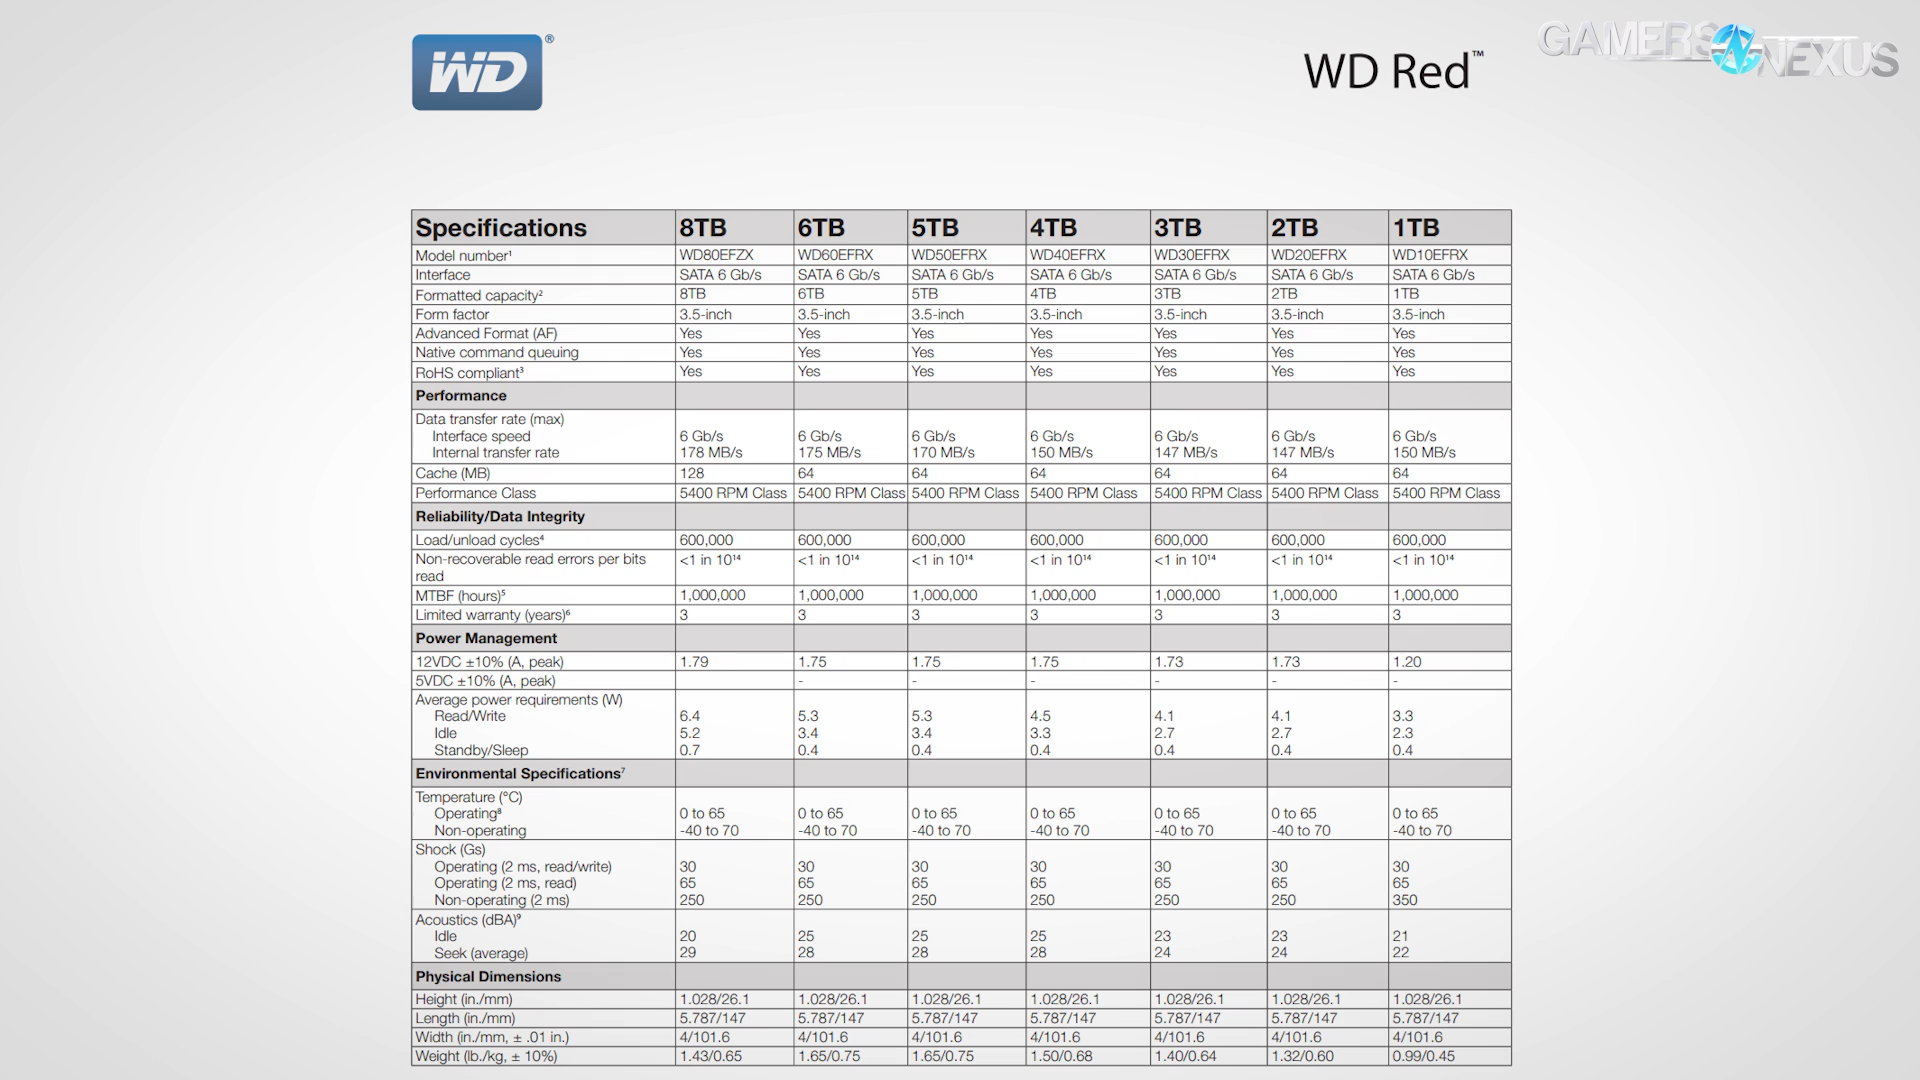 WD®
WD Red™
GAMERS NEXUS
Specifications 8TB 6TB 5TB 4TB 3TB 2TB 1TB
Model number¹ WD80EFZX WD60EFRX WD50EFRX WD40EFRX WD30EFRX WD20EFRX WD10EFRX
Interface SATA 6 Gb/s SATA 6 Gb/s SATA 6 Gb/s SATA 6 Gb/s SATA 6 Gb/s SATA 6 Gb/s SATA 6 Gb/s
Formatted capacity² 8TB 6TB 5TB 4TB 3TB 2TB 1TB
Form factor 3.5-inch 3.5-inch 3.5-inch 3.5-inch 3.5-inch 3.5-inch 3.5-inch
Advanced Format (AF) Yes Yes Yes Yes Yes Yes Yes
Native command queuing Yes Yes Yes Yes Yes Yes Yes
RoHS compliant³ Yes Yes Yes Yes Yes Yes Yes
Performance
Data transfer rate (max)
Interface speed 6 Gb/s 6 Gb/s 6 Gb/s 6 Gb/s 6 Gb/s 6 Gb/s 6 Gb/s
Internal transfer rate 178 MB/s 175 MB/s 170 MB/s 150 MB/s 147 MB/s 147 MB/s 150 MB/s
Cache (MB) 128 64 64 64 64 64 64
Performance Class 5400 RPM Class 5400 RPM Class 5400 RPM Class 5400 RPM Class 5400 RPM Class 5400 RPM Class 5400 RPM Class
Reliability/Data Integrity
Load/unload cycles⁴ 600,000 600,000 600,000 600,000 600,000 600,000 600,000
Non-recoverable read errors per bits <1 in 10¹⁴ <1 in 10¹⁴ <1 in 10¹⁴ <1 in 10¹⁴ <1 in 10¹⁴ <1 in 10¹⁴ <1 in 10¹⁴
read
MTBF (hours)⁵ 1,000,000 1,000,000 1,000,000 1,000,000 1,000,000 1,000,000 1,000,000
Limited warranty (years)⁶ 3 3 3 3 3 3 3
Power Management
12VDC ±10% (A, peak) 1.79 1.75 1.75 1.75 1.73 1.73 1.20
5VDC ±10% (A, peak) - - - - - -
Average power requirements (W)
Read/Write 6.4 5.3 5.3 4.5 4.1 4.1 3.3
Idle 5.2 3.4 3.4 3.3 2.7 2.7 2.3
Standby/Sleep 0.7 0.4 0.4 0.4 0.4 0.4 0.4
Environmental Specifications⁷
Temperature (°C)
Operating⁸ 0 to 65 0 to 65 0 to 65 0 to 65 0 to 65 0 to 65 0 to 65
Non-operating -40 to 70 -40 to 70 -40 to 70 -40 to 70 -40 to 70 -40 to 70 -40 to 70
Shock (Gs)
Operating (2 ms, read/write) 30 30 30 30 30 30 30
Operating (2 ms, read) 65 65 65 65 65 65 65
Non-operating (2 ms) 250 250 250 250 250 250 350
Acoustics (dBA)⁹
Idle 20 25 25 25 23 23 21
Seek (average) 29 28 28 28 24 24 22
Physical Dimensions
Height (in./mm) 1.028/26.1 1.028/26.1 1.028/26.1 1.028/26.1 1.028/26.1 1.028/26.1 1.028/26.1
Length (in./mm) 5.787/147 5.787/147 5.787/147 5.787/147 5.787/147 5.787/147 5.787/147
Width (in./mm, ± .01 in.) 4/101.6 4/101.6 4/101.6 4/101.6 4/101.6 4/101.6 4/101.6
Weight (lb./kg, ± 10%) 1.43/0.65 1.65/0.75 1.65/0.75 1.50/0.68 1.40/0.64 1.32/0.60 0.99/0.45